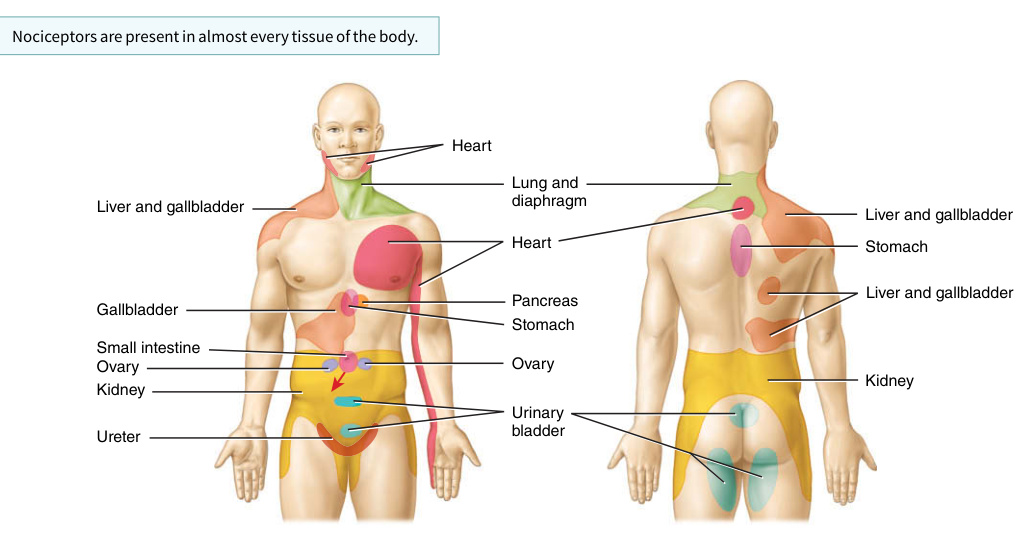 Nociceptors are present in almost every tissue of the body.
Heart
Lung and
diaphragm
Liver and gallbladder
Liver and gallbladder
Heart
Stomach
Liver and gallbladder
Gallbladder
Pancreas
Stomach
Small intestine
Ovary
Ovary
Kidney
Kidney
Urinary
bladder
Ureter